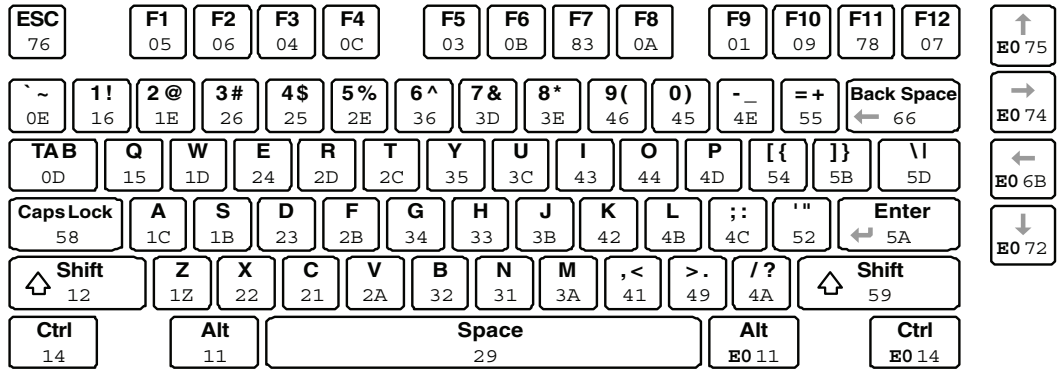 ESC F1 F2 F3 F4 F5 F6 F7 F8 F9 F10 F11 F12 ↑
76 05 06 04 0C 03 0B 83 0A 01 09 78 07 E0 75
` ~ 1 ! 2 @ 3 # 4 $ 5 % 6 ^ 7 & 8 * 9 ( 0 ) - _ = + Back Space →
0E 16 1E 26 25 2E 36 3D 3E 46 45 4E 55 ← 66 E0 74
TAB Q W E R T Y U I O P [ { ] } \ | ←
0D 15 1D 24 2D 2C 35 3C 43 44 4D 54 5B 5D E0 6B
Caps Lock A S D F G H J K L ; : ' " Enter ↓
58 1C 1B 23 2B 34 33 3B 42 4B 4C 52 ↵ 5A E0 72
Shift Z X C V B N M , < > . / ? Shift
12 1Z 22 21 2A 32 31 3A 41 49 4A 59
Ctrl Alt Space Alt Ctrl
14 11 29 E0 11 E0 14